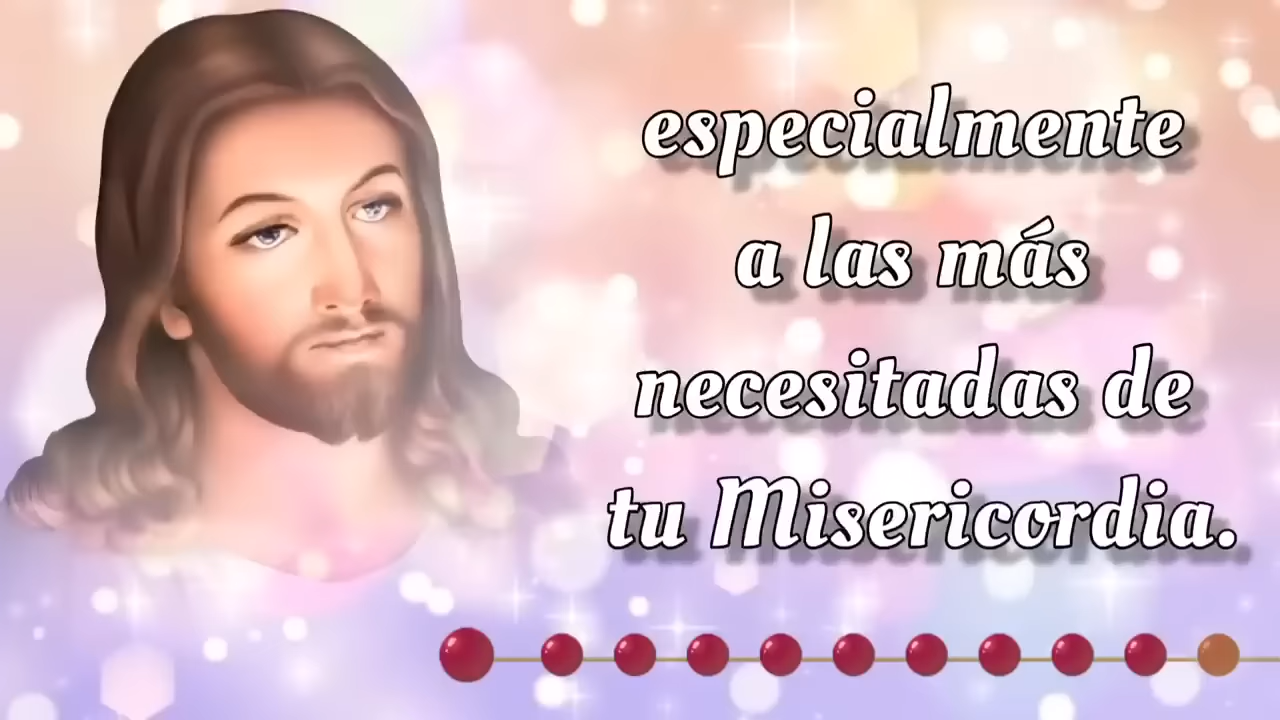 especialmente
a las más
necesitadas de
tu Misericordia.